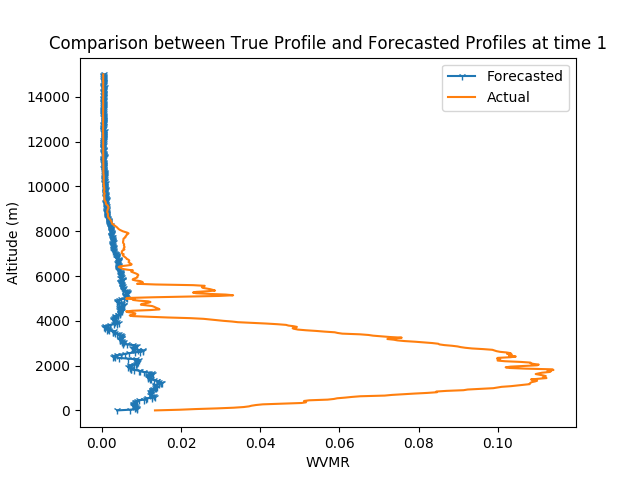 Comparison between True Profile and Forecasted Profiles at time 1
Forecasted
Actual
14000
12000
10000
8000
6000
4000
2000
0
Altitude (m)
0.00 0.02 0.04 0.06 0.08 0.10
WVMR